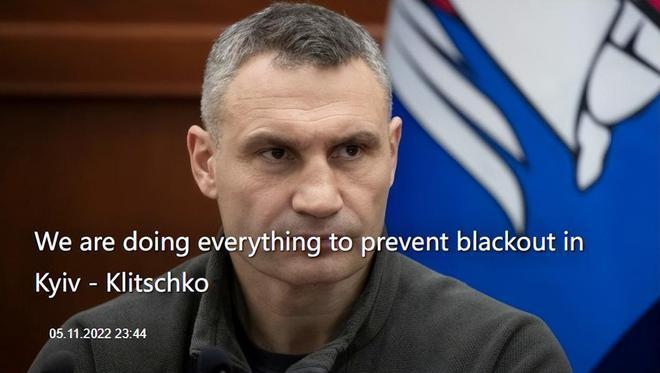 We are doing everything to prevent blackout in
Kyiv - Klitschko
05.11.2022 23:44